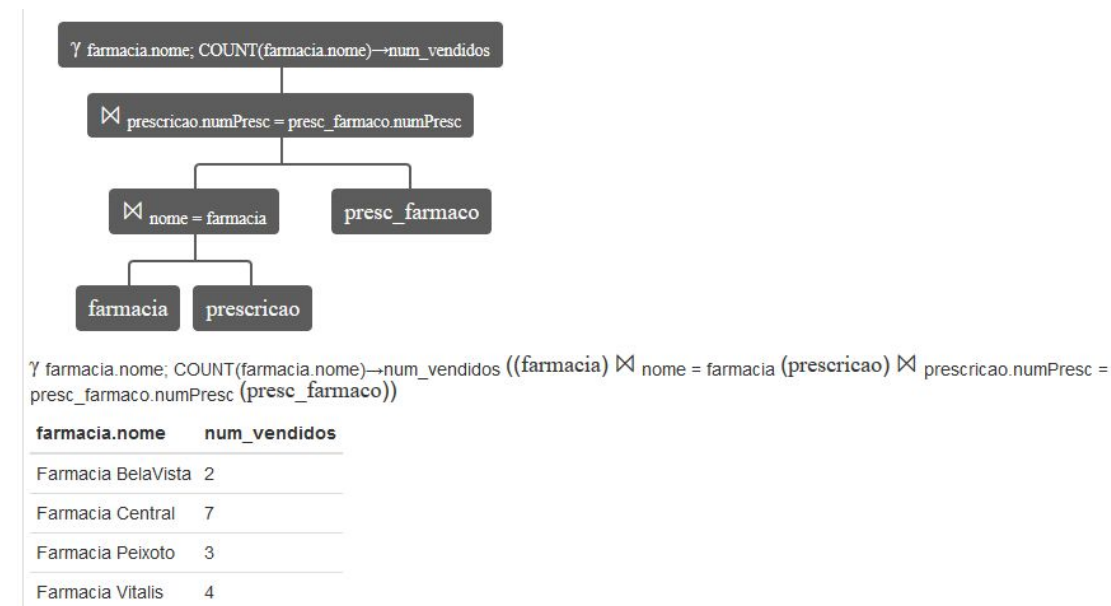 γ farmacia.nome; COUNT(farmacia.nome)→num_vendidos
⋈ prescricao.numPresc = presc_farmaco.numPresc
⋈ nome = farmacia
presc_farmaco
farmacia
prescricao
γ farmacia.nome; COUNT(farmacia.nome)→num_vendidos ((farmacia) ⋈ nome = farmacia (prescricao) ⋈ prescricao.numPresc =
presc_farmaco.numPresc (presc_farmaco))
farmacia.nome num_vendidos
Farmacia BelaVista 2
Farmacia Central 7
Farmacia Peixoto 3
Farmacia Vitalis 4